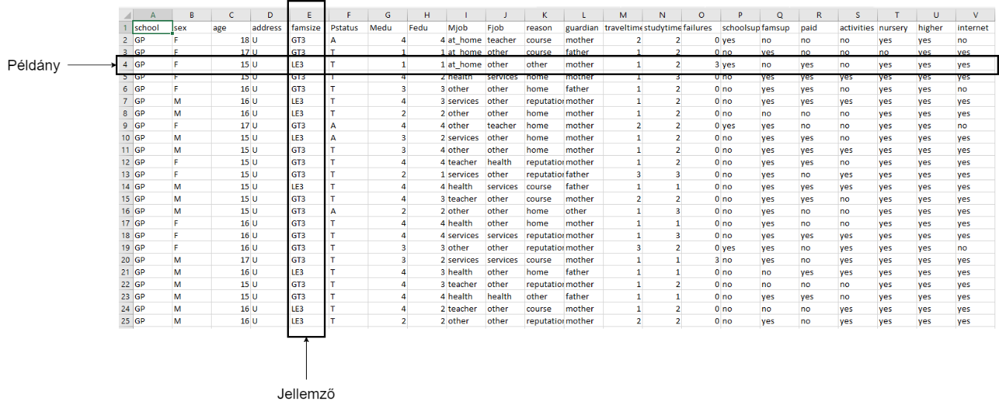 A B C D E F G H I J K L M N O P Q R S T U V
1 school sex age address famsize Pstatus Medu Fedu Mjob Fjob reason guardian traveltime studytime failures schoolsup famsup paid activities nursery higher internet
2 GP F 18 U GT3 A 4 4 at_home teacher course mother 2 2 0 yes no no no yes yes no
3 GP F 17 U GT3 T 1 1 at_home other course father 1 2 0 no yes no no no yes yes
Példány 4 GP F 15 U LE3 T 1 1 at_home other other mother 1 2 3 yes no yes no yes yes yes
5 GP F 15 U GT3 T 4 2 health services home mother 1 3 0 no yes yes yes yes yes yes
6 GP F 16 U GT3 T 3 3 other other home father 1 2 0 no yes yes no yes yes no
7 GP M 16 U LE3 T 4 3 services other reputation mother 1 2 0 no yes yes yes yes yes yes
8 GP M 16 U LE3 T 2 2 other other home mother 1 2 0 no no no no yes yes yes
9 GP F 17 U GT3 A 4 4 other teacher home mother 2 2 0 yes yes no no yes yes no
10 GP M 15 U LE3 A 3 2 services other home mother 1 2 0 no yes yes no yes yes yes
11 GP M 15 U GT3 T 3 4 other other home mother 1 2 0 no yes yes yes yes yes yes
12 GP F 15 U GT3 T 4 4 teacher health reputation mother 1 2 0 no yes yes no yes yes yes
13 GP F 15 U GT3 T 2 1 services other reputation father 3 3 0 no yes no yes yes yes yes
14 GP M 15 U LE3 T 4 4 health services course father 1 1 0 no yes yes yes yes yes yes
15 GP M 15 U GT3 T 4 3 teacher other course mother 2 2 0 no yes yes no yes yes yes
16 GP M 15 U GT3 A 2 2 other other home other 1 3 0 no yes no no yes yes yes
17 GP F 16 U GT3 T 4 4 health other home mother 1 1 0 no yes no no yes yes yes
18 GP F 16 U GT3 T 4 4 services services reputation mother 1 3 0 no yes yes yes yes yes yes
19 GP F 16 U GT3 T 3 3 other other reputation mother 3 2 0 yes yes no yes yes yes no
20 GP M 17 U GT3 T 3 2 services services course mother 1 1 3 no yes no yes yes yes yes
21 GP M 16 U LE3 T 4 3 health other home father 1 1 0 no no yes yes yes yes yes
22 GP M 15 U GT3 T 4 3 teacher other reputation mother 1 2 0 no no no no yes yes yes
23 GP M 15 U GT3 T 4 4 health health other father 1 1 0 no yes yes no yes yes yes
24 GP M 16 U LE3 T 4 2 teacher other course mother 1 2 0 no no no yes yes yes yes
25 GP M 16 U LE3 T 2 2 other other reputation mother 2 2 0 no yes no yes yes yes yes
Jellemző